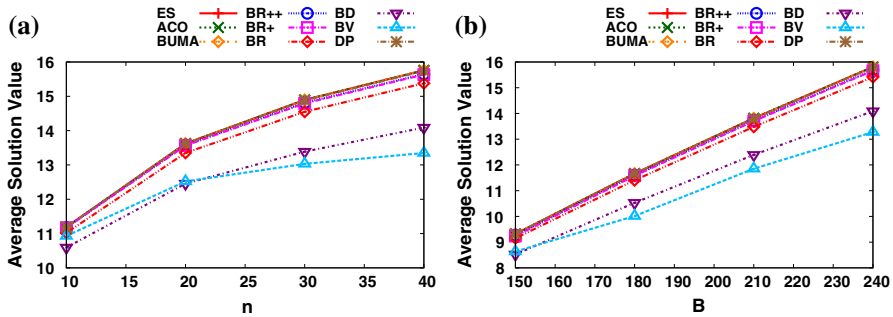 (a)
ES BR++ BD
ACO BR+ BV
BUMA BR DP
Average Solution Value
16
15
14
13
12
11
10
10 15 20 25 30 35 40
n
(b)
ES BR++ BD
ACO BR+ BV
BUMA BR DP
Average Solution Value
16
15
14
13
12
11
10
9
8
150 160 170 180 190 200 210 220 230 240
B